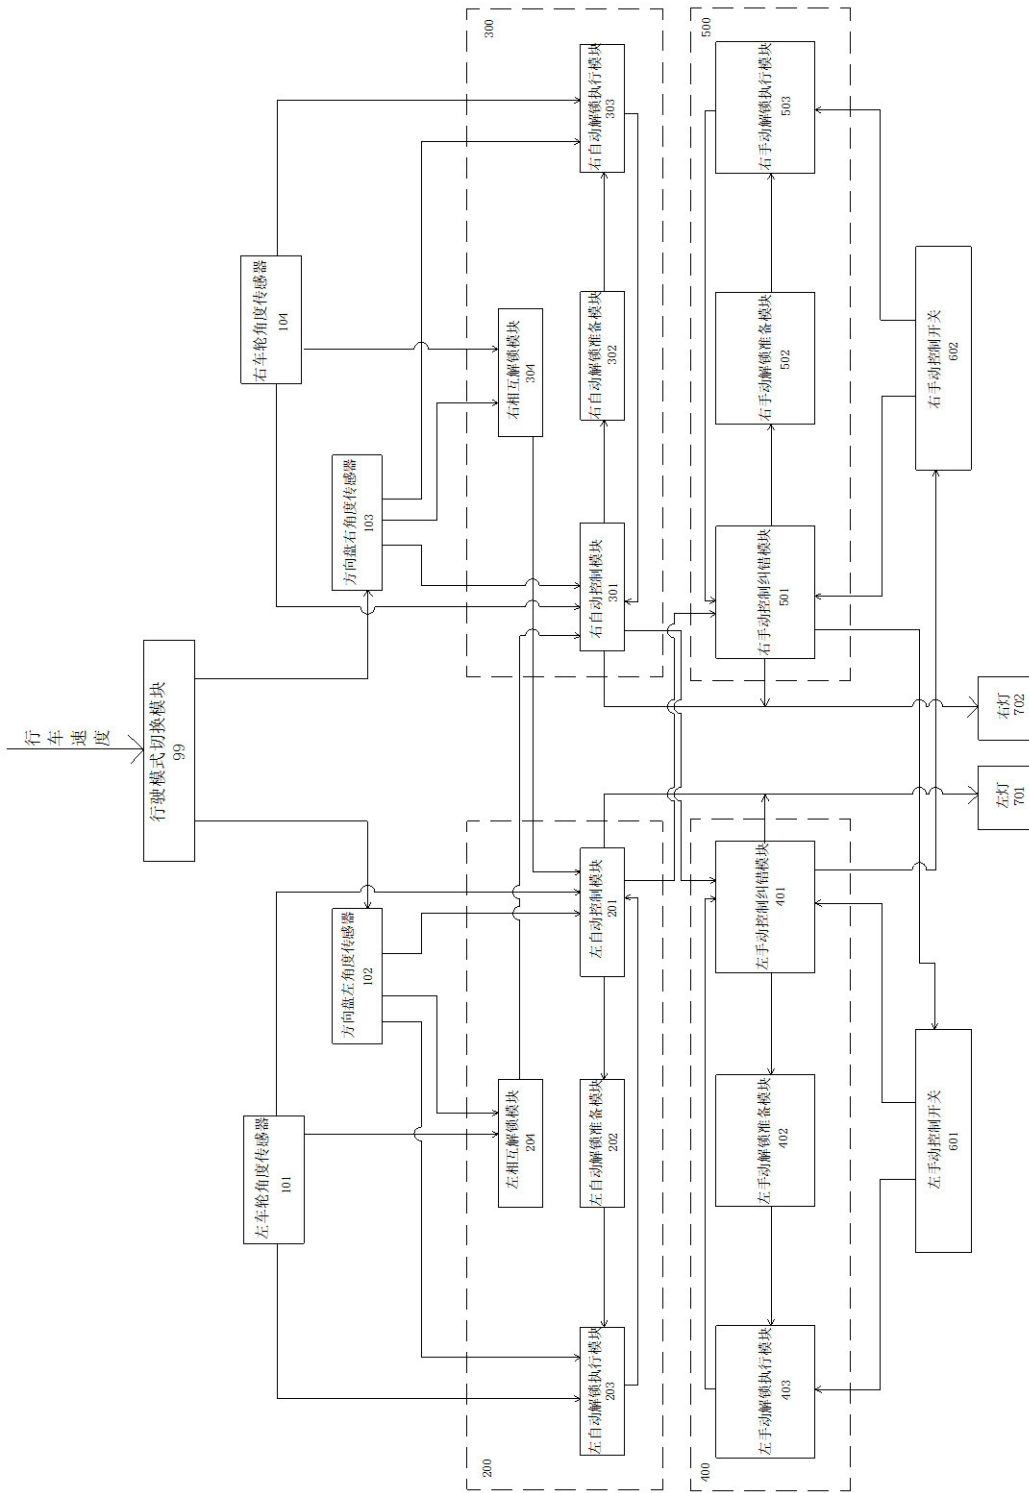 行车速度
行驶模式切换模块
99
左车轮角度传感器
101
方向盘左角度传感器
102
方向盘右角度传感器
103
右车轮角度传感器
104
200
左自动解锁执行模块
203
左相互解锁模块
204
左自动解锁准备模块
202
左自动控制模块
201
300
右自动控制模块
301
右相互解锁模块
304
右自动解锁准备模块
302
右自动解锁执行模块
303
400
左手动解锁执行模块
403
左手动解锁准备模块
402
左手动控制纠错模块
401
500
右手动控制纠错模块
501
右手动解锁准备模块
502
右手动解锁执行模块
503
左手动控制开关
601
右手动控制开关
602
左灯
701
右灯
702